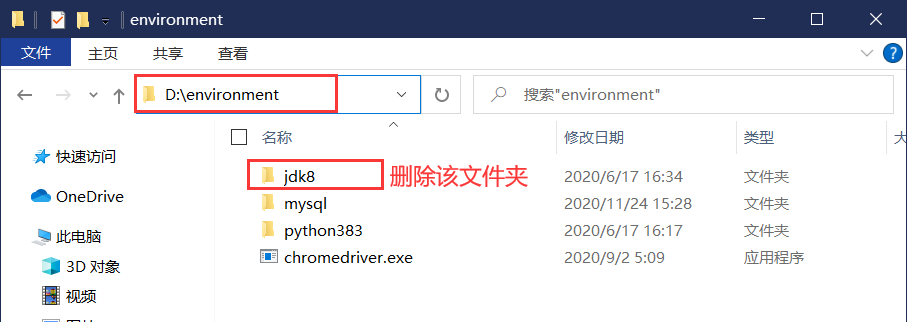 environment
文件 主页 共享 查看
D:\environment 搜索"environment"
名称 修改日期 类型 大
快速访问
OneDrive
此电脑
3D 对象
视频
jdk8 2020/6/17 16:34 文件夹
删除该文件夹
mysql 2020/11/24 15:28 文件夹
python383 2020/6/17 16:17 文件夹
chromedriver.exe 2020/9/2 5:09 应用程序